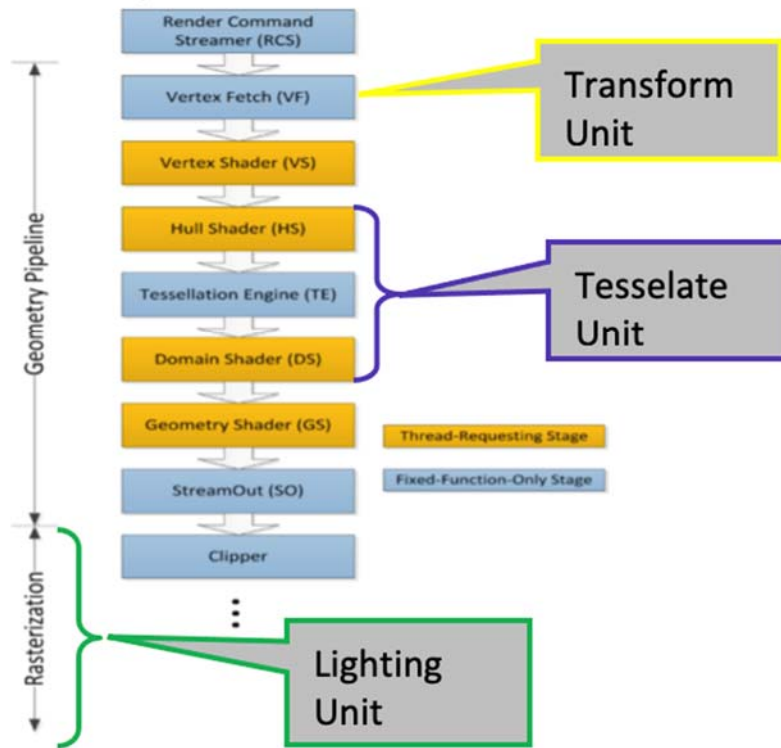 Render Command
Streamer (RCS)
Vertex Fetch (VF)
Transform
Unit
Vertex Shader (VS)
Hull Shader (HS)
Tessellation Engine (TE)
Tesselate
Unit
Domain Shader (DS)
Geometry Pipeline
Geometry Shader (GS)
Thread-Requesting Stage
StreamOut (SO)
Fixed-Function-Only Stage
Clipper
Rasterization
Lighting
Unit